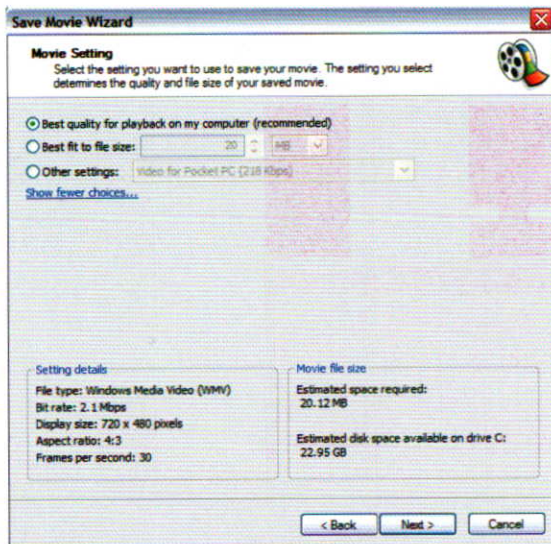 Save Movie Wizard
Movie Setting
Select the setting you want to use to save your movie. The setting you select
determines the quality and file size of your saved movie.
Best quality for playback on my computer (recommended)
Best fit to file size: 20 MB
Other settings: Video for Pocket PC (218 Kbps)
Show fewer choices...
Setting details
File type: Windows Media Video (WMV)
Bit rate: 2.1 Mbps
Display size: 720 x 480 pixels
Aspect ratio: 4:3
Frames per second: 30
Movie file size
Estimated space required:
20.12 MB
Estimated disk space available on drive C:
22.95 GB
< Back Next > Cancel